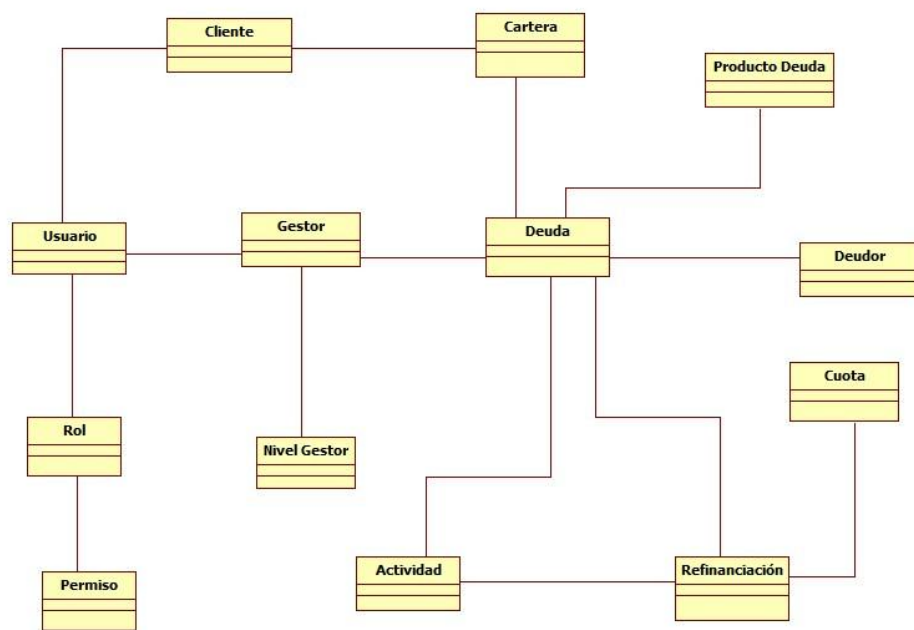 Cliente
Cartera
Producto Deuda
Usuario
Gestor
Deuda
Deudor
Cuota
Rol
Nivel Gestor
Actividad
Refinanciación
Permiso